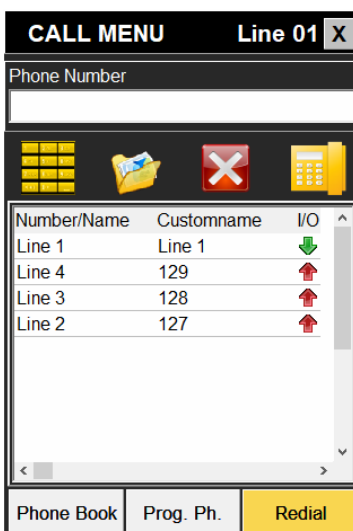 CALL MENU Line 01 X
Phone Number
Number/Name Customname I/O
Line 1 Line 1
Line 4 129
Line 3 128
Line 2 127
Phone Book Prog. Ph. Redial